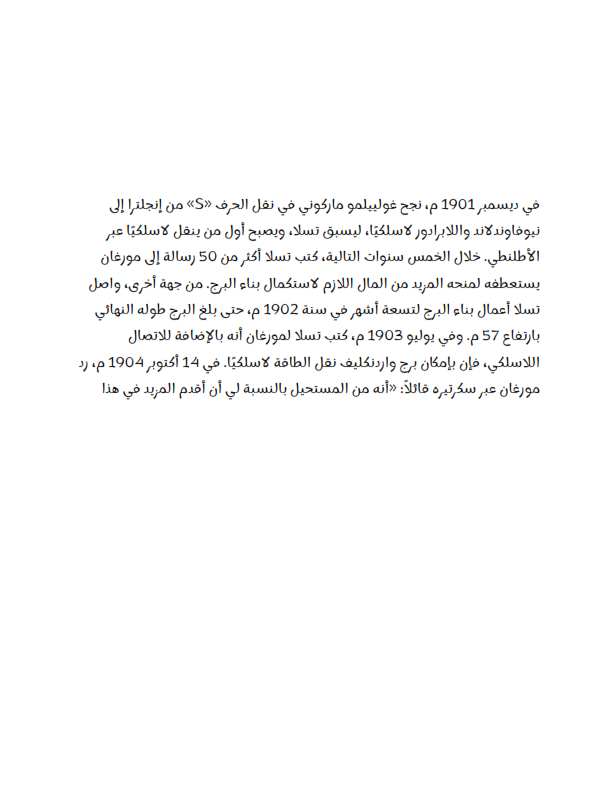 في ديسمبر 1901 م، نجح غولييلمو ماركوني في نقل الحرف «S» من إنجلترا إلى
نيوفاوندلاند واللابرادور لاسلكيًا، ليسبق تسلا، ويصبح أول من ينقل لاسلكيًا عبر
الأطلنطي. خلال الخمس سنوات التالية، كتب تسلا أكثر من 50 رسالة إلى مورغان
يستعطفه لمنحه المزيد من المال اللازم لاستكمال بناء البرج. من جهة أخرى، واصل
تسلا أعمال بناء البرج لتسعة أشهر في سنة 1902 م، حتى بلغ البرج طوله النهائي
بارتفاع 57 م. وفي يوليو 1903 م، كتب تسلا لمورغان أنه بالإضافة للاتصال
اللاسلكي، فإن بإمكان برج واردنكليف نقل الطاقة لاسلكيًا. في 14 أكتوبر 1904 م، رد
مورغان عبر سكرتيره قائلاً: «أنه من المستحيل بالنسبة لي أن أقدم المزيد في هذا